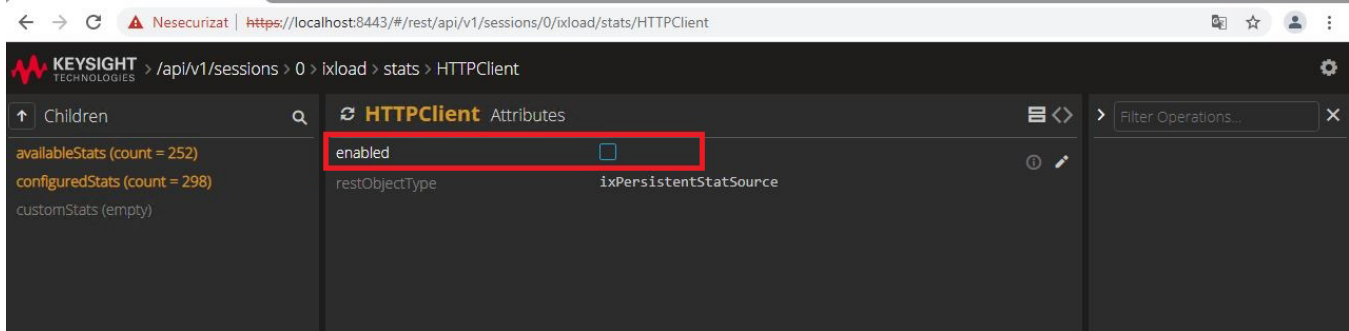 Nesecurizat | https://localhost:8443/#/rest/api/v1/sessions/0/ixload/stats/HTTPClient
KEYSIGHT TECHNOLOGIES > /api/v1/sessions > 0 > ixload > stats > HTTPClient
Children
HTTPClient Attributes
Filter Operations...
availableStats (count = 252)
enabled
configuredStats (count = 298)
restObjectType ixPersistentStatSource
customStats (empty)